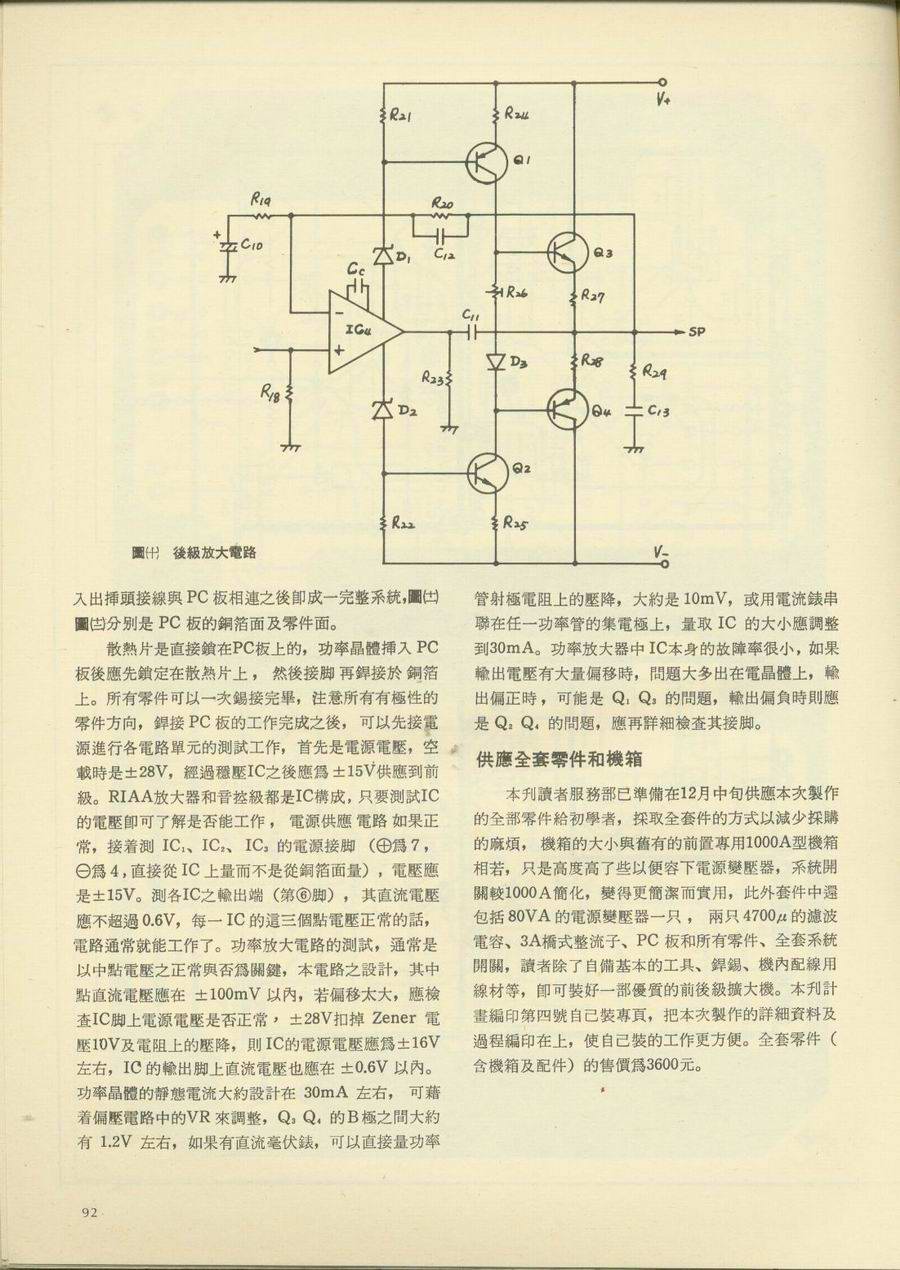 V+
R21
R24
Q1
R19
R20
+
C10
C12
D1
Q3
Cc
R26
R27
C11
−
IC4
+
SP
D3
R28
R29
R18
R23
D2
Q4
C13
Q2
R22
R25
V-
圖㈩ 後級放大電路
入出揷頭接線與 PC 板相連之後卽成一完整系統,圖㈩
圖分別是 PC 板的銅箔面及零件面。
散熱片是直接鎖在PC板上的，功率晶體揷入 PC
板後應先鎖定在散熱片上， 然後接脚再銲接於銅箔
上。所有零件可以一次錫接完畢，注意所有有極性的
零件方向，銲接 PC 板的工作完成之後， 可以先接電
源進行各電路單元的測試工作，首先是電源電壓，空
載時是±28V，經過穩壓IC之後應爲 ±15V供應到前
級。RIAA放大器和音控級都是IC構成，只要測試IC
的電壓卽可了解是否能工作， 電源供應電路如果正
常，接着測 IC₁、IC₂、 IC₃ 的電源接脚（⊕爲 7，
⊖爲 4，直接從 IC 上量而不是從銅箔面量），電壓應
是±15V。測各IC之輸出端（第⑥脚）， 其直流電壓
應不超過 0.6V，每一 IC 的這三個點電壓正常的話，
電路通常就能工作了。功率放大電路的測試，通常是
以中點電壓之正常與否爲關鍵，本電路之設計，其中
點直流電壓應在 ±100mV 以內，若偏移太大，應檢
查IC脚上電源電壓是否正常， ±28V扣掉 Zener 電
壓10V及電阻上的壓降，則 IC的電源電壓應爲±16V
左右，IC 的輸出脚上直流電壓也應在 ±0.6V 以內。
功率晶體的靜態電流大約設計在 30mA 左右， 可藉
着偏壓電路中的VR 來調整，Q₃ Q₄ 的B極之間大約
有 1.2V 左右，如果有直流毫伏錶，可以直接量功率
管射極電阻上的壓降，大約是 10mV，或用電流錶串
聯在任一功率管的集電極上，量取 IC 的大小應調整
到30mA。功率放大器中 IC本身的故障率很小，如果
輸出電壓有大量偏移時，問題大多出在電晶體上，輸
出偏正時，可能是 Q₁ Q₃ 的問題，輸出偏負時則應
是 Q₂ Q₄ 的問題，應再詳細檢查其接脚。
供應全套零件和機箱
本刊讀者服務部已準備在12月中旬供應本次製作
的全部零件給初學者，採取全套件的方式以減少採購
的麻煩， 機箱的大小與舊有的前置專用1000A型機箱
相若，只是高度高了些以便容下電源變壓器，系統開
關較1000A簡化，變得更簡潔而實用，此外套件中還
包括 80VA 的電源變壓器一只， 兩只 4700μ 的濾波
電容、3A橋式整流子、PC 板和所有零件、全套系統
開關，讀者除了自備基本的工具、銲錫、機內配線用
線材等，卽可裝好一部優質的前後級擴大機。本刊計
畫編印第四號自己裝專頁，把本次製作的詳細資料及
過程編印在上，使自己裝的工作更方便。全套零件（
含機箱及配件）的售價爲3600元。
92